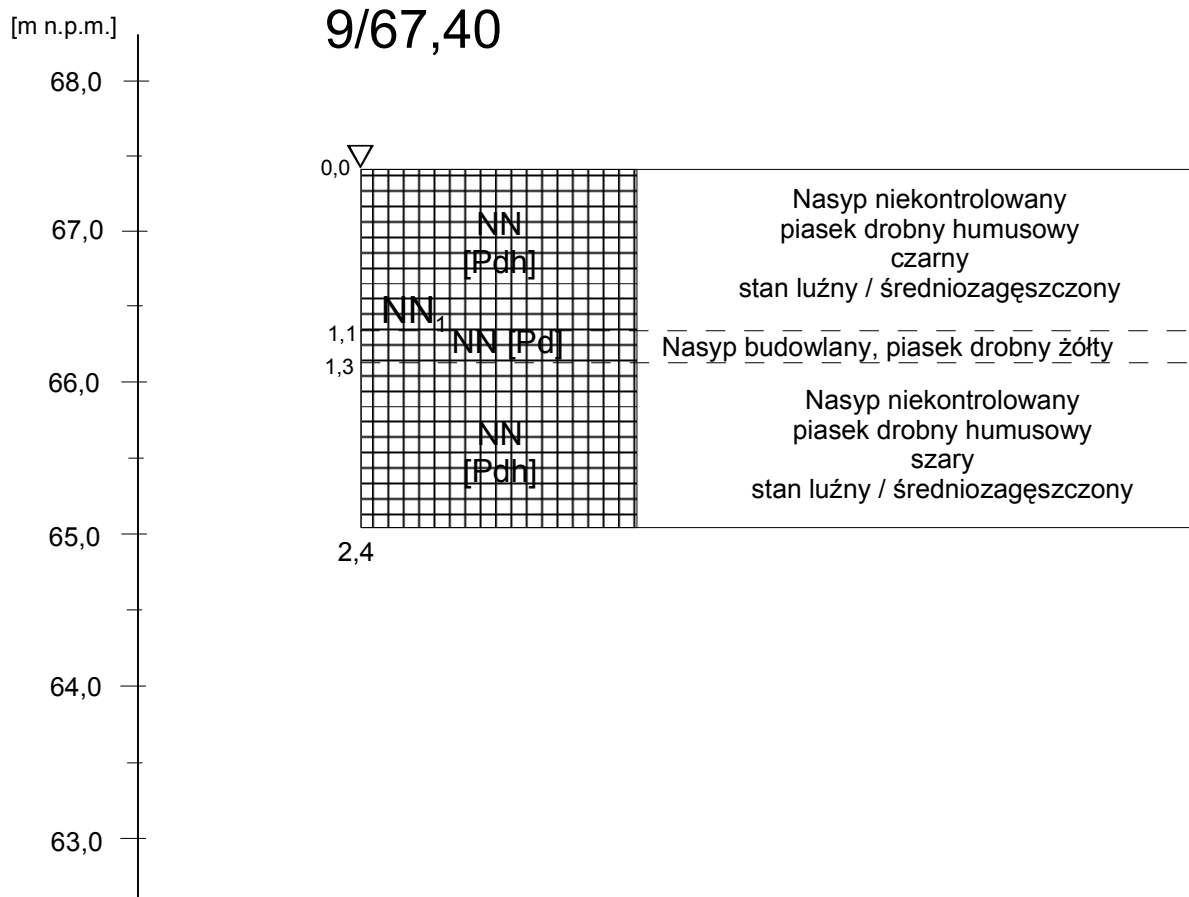 [m n.p.m.]
9/67,40
68,0
67,0
66,0
65,0
64,0
63,0
0,0
1,1
1,3
2,4
NN
[Pdh]
NN1
NN [Pd]
NN
[Pdh]
Nasyp niekontrolowany
piasek drobny humusowy
czarny
stan luźny / średniozagęszczony
Nasyp budowlany, piasek drobny żółty
Nasyp niekontrolowany
piasek drobny humusowy
szary
stan luźny / średniozagęszczony